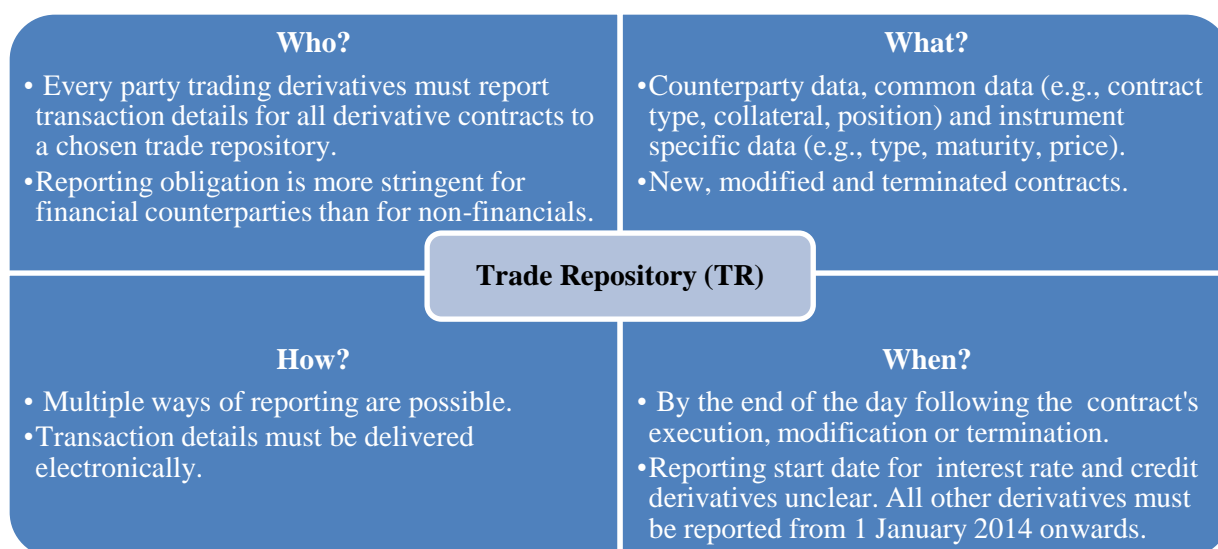 Who?
• Every party trading derivatives must report
transaction details for all derivative contracts to
a chosen trade repository.
•Reporting obligation is more stringent for
financial counterparties than for non-financials.
What?
•Counterparty data, common data (e.g., contract
type, collateral, position) and instrument
specific data (e.g., type, maturity, price).
•New, modified and terminated contracts.
Trade Repository (TR)
How?
• Multiple ways of reporting are possible.
•Transaction details must be delivered
electronically.
When?
• By the end of the day following the contract's
execution, modification or termination.
•Reporting start date for interest rate and credit
derivatives unclear. All other derivatives must
be reported from 1 January 2014 onwards.